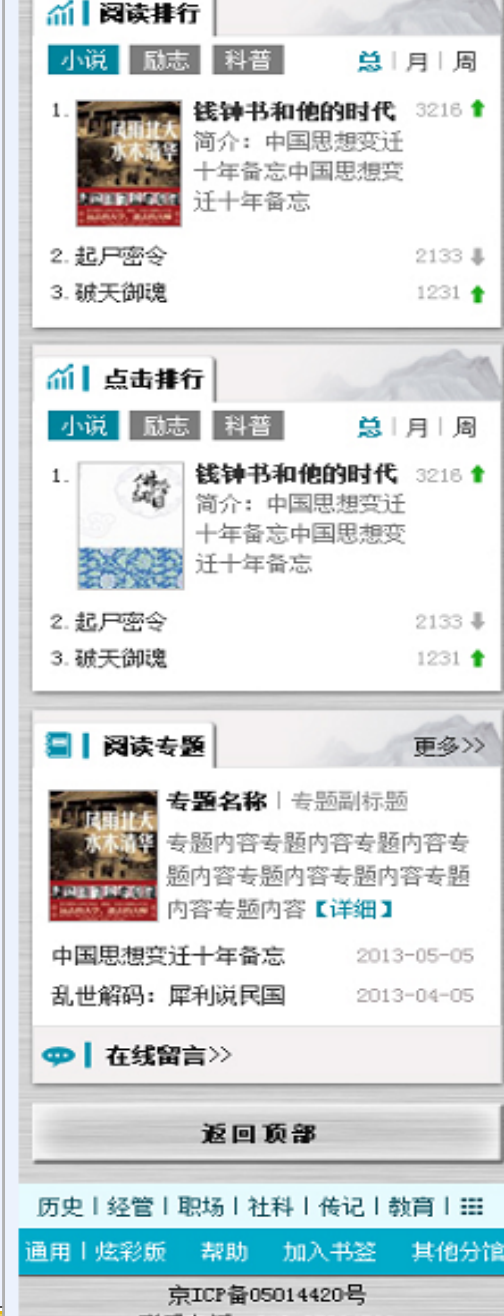 阅读排行
小说 励志 科普 总 | 月 | 周
1. 钱钟书和他的时代 3216
风雨北大
水木清华
简介：中国思想变迁
十年备忘中国思想变
迁十年备忘
2. 起尸密令 2133
3. 破天御魂 1231
点击排行
小说 励志 科普 总 | 月 | 周
1. 钱钟书和他的时代 3216
简介：中国思想变迁
十年备忘中国思想变
迁十年备忘
2. 起尸密令 2133
3. 破天御魂 1231
阅读专题 更多>>
风雨北大
水木清华
专题名称 | 专题副标题
专题内容专题内容专题内容专
题内容专题内容专题内容专题
内容专题内容【详细】
中国思想变迁十年备忘 2013-05-05
乱世解码：犀利说民国 2013-04-05
在线留言>>
返回顶部
历史 | 经管 | 职场 | 社科 | 传记 | 教育 |
通用 | 炫彩版 帮助 加入书签 其他分馆
京ICP备05014420号